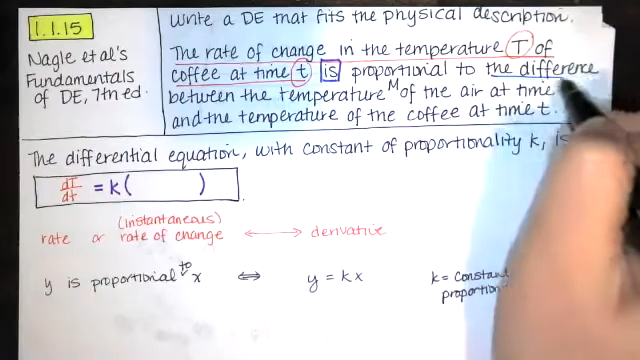 1.1.15
Nagle et al's
Fundamentals
of DE, 7th ed.
Write a DE that fits the physical description.
The rate of change in the temperature T of
coffee at time t is proportional to the difference
between the temperature M of the air at time
and the temperature of the coffee at time t.
The differential equation, with constant of proportionality k, is
dT/dt = k( )
rate or (instantaneous) rate of change ⟷ derivative
y is proportional to x ⟺ y = kx
k = constant
proportion